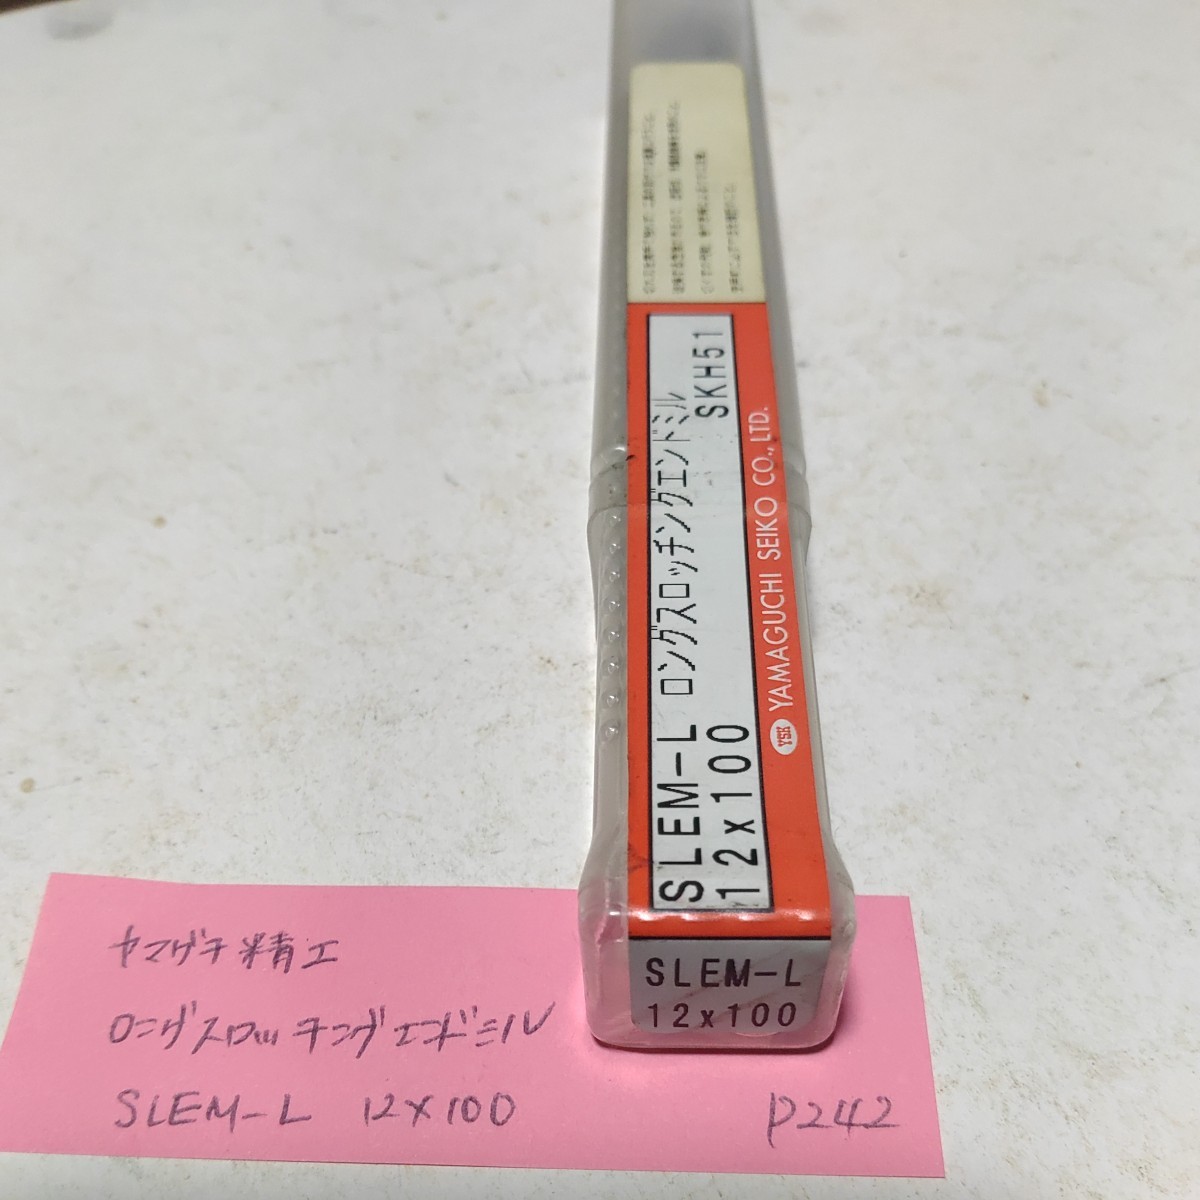 SLEM-L ロングスロッチングエンドミル
12x100 SKH51
YSK YAMAGUCHI SEIKO CO., LTD.
SLEM-L
12x100
ヤマグチ精工
ロングスロッチングエンドミル
SLEM-L 12×100 P242